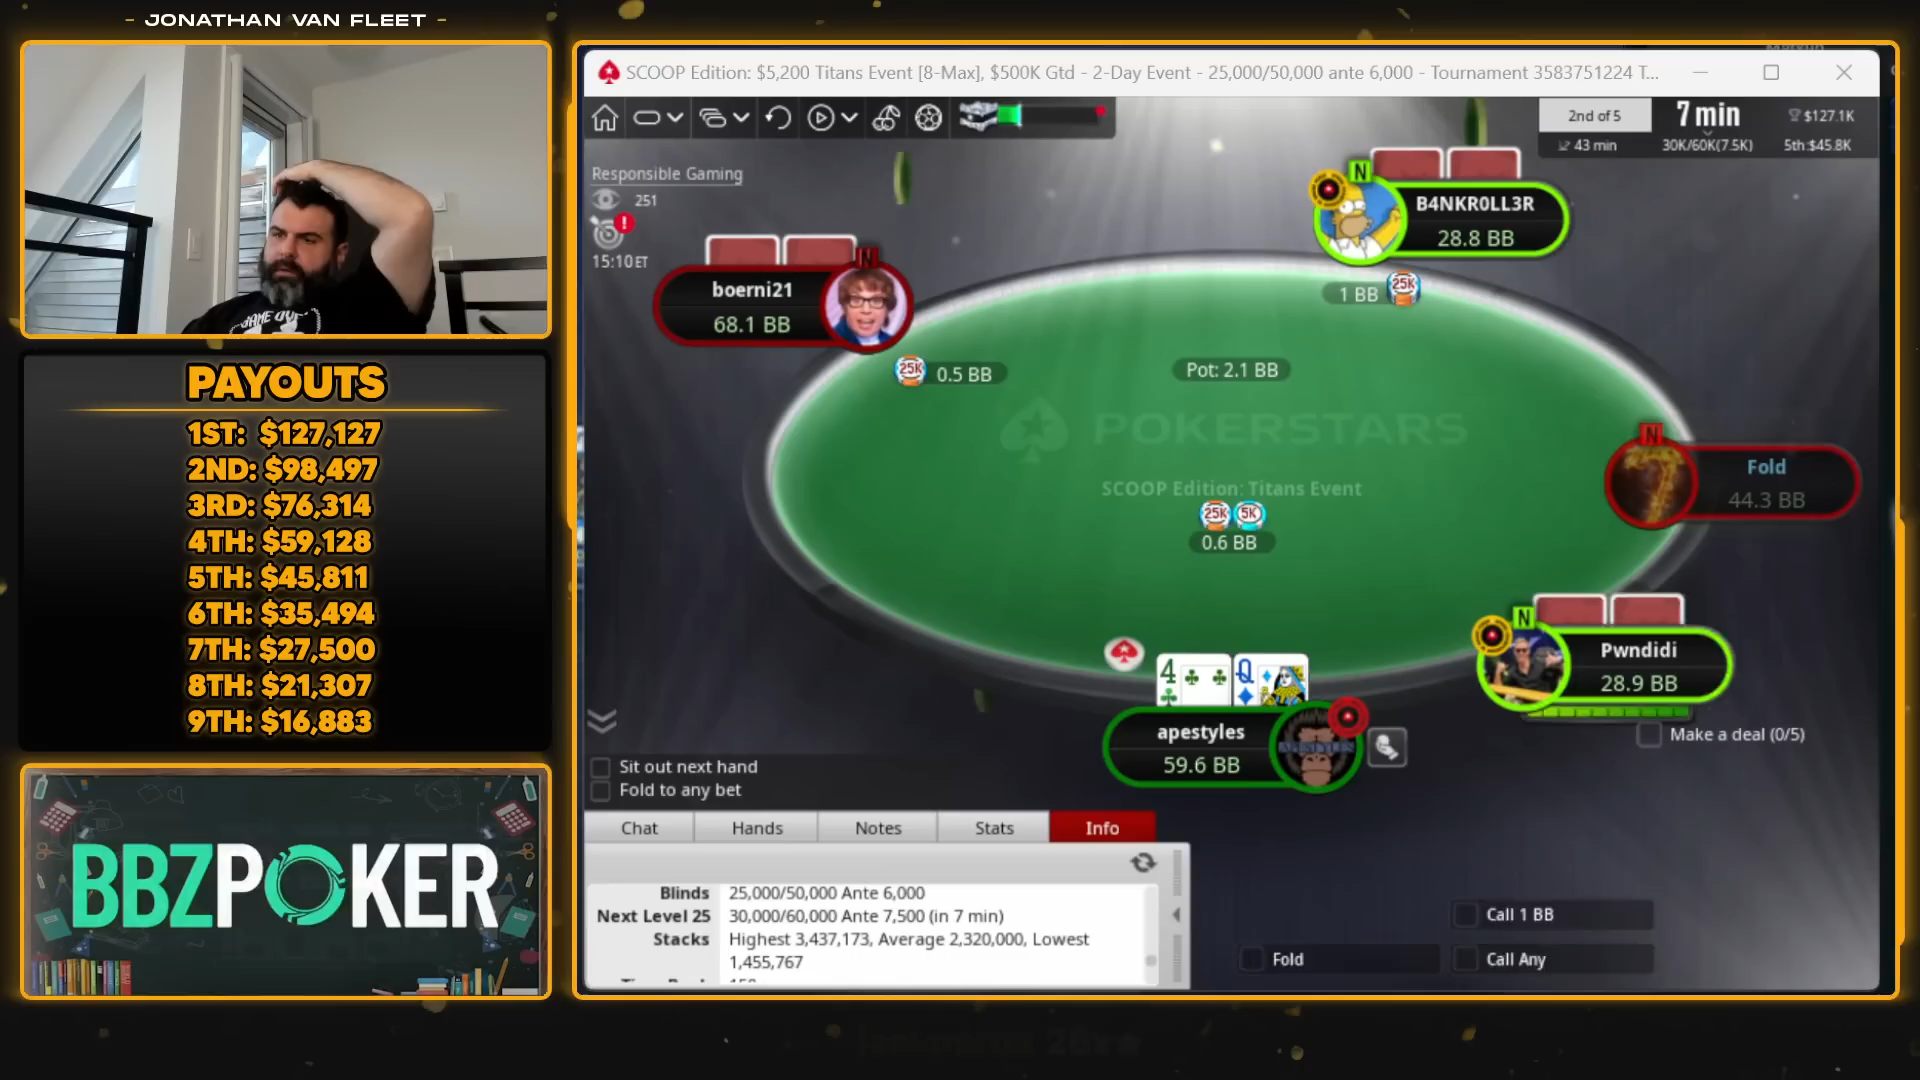 - JONATHAN VAN FLEET -
SCOOP Edition: $5,200 Titans Event [8-Max], $500K Gtd - 2-Day Event - 25,000/50,000 ante 6,000 - Tournament 3583751224 T...
2nd of 5
7 min
$127.1K
43 min
30K/60K(7.5K)
5th:$45.8K
Responsible Gaming
251
15:10 ET
N
B4NKR0LL3R
28.8 BB
1 BB
25K
N
boerni21
68.1 BB
25K
0.5 BB
Pot: 2.1 BB
POKERSTARS
SCOOP Edition: Titans Event
25K
5K
0.6 BB
N
7
Fold
44.3 BB
N
Pwndidi
28.9 BB
Make a deal (0/5)
4
Q
apestyles
59.6 BB
APESTYLES
GAME OVER
PAYOUTS
1ST: $127,127
2ND: $98,497
3RD: $76,314
4TH: $59,128
5TH: $45,811
6TH: $35,494
7TH: $27,500
8TH: $21,307
9TH: $16,883
BBZPOKER
Sit out next hand
Fold to any bet
Chat
Hands
Notes
Stats
Info
Blinds 25,000/50,000 Ante 6,000
Next Level 25 30,000/60,000 Ante 7,500 (in 7 min)
Stacks Highest 3,437,173, Average 2,320,000, Lowest
1,455,767
Call 1 BB
Fold
Call Any